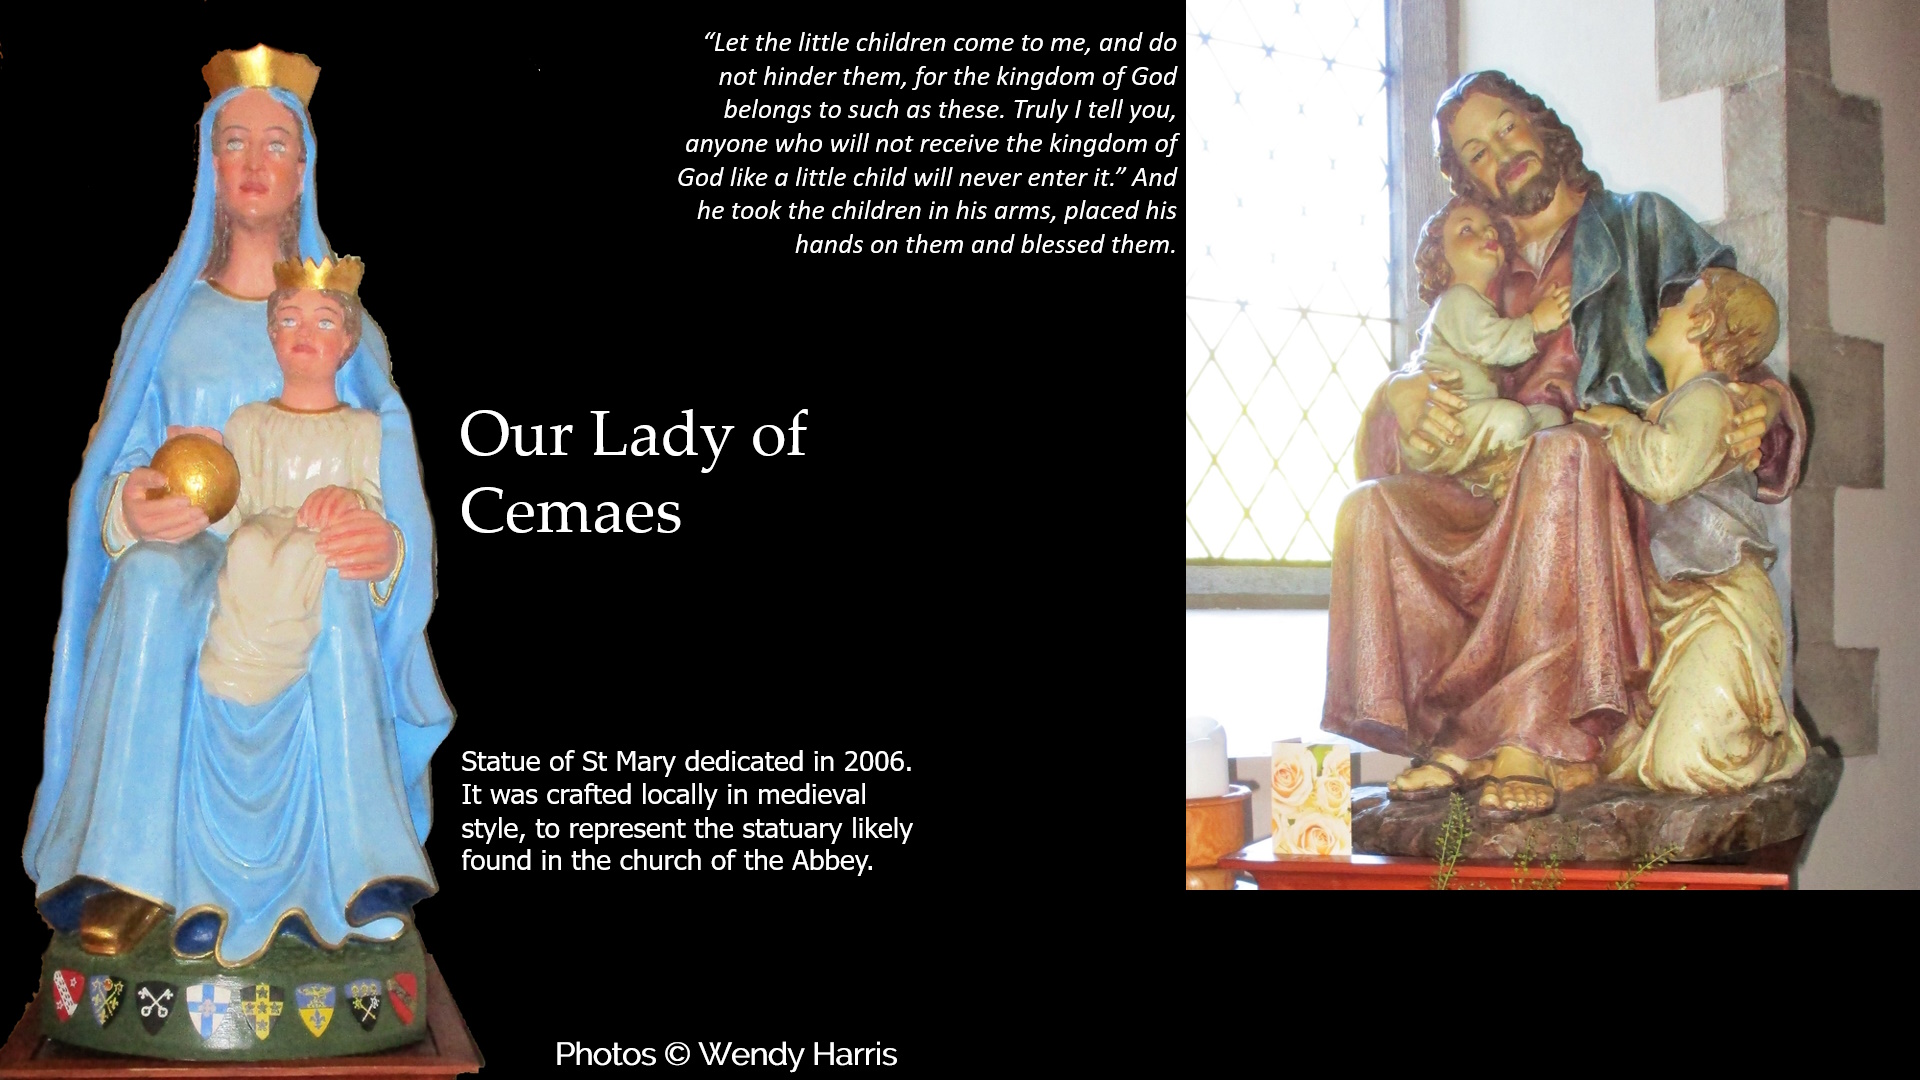 “Let the little children come to me, and do
not hinder them, for the kingdom of God
belongs to such as these. Truly I tell you,
anyone who will not receive the kingdom of
God like a little child will never enter it.” And
he took the children in his arms, placed his
hands on them and blessed them.
Our Lady of
Cemaes
Statue of St Mary dedicated in 2006.
It was crafted locally in medieval
style, to represent the statuary likely
found in the church of the Abbey.
Photos © Wendy Harris